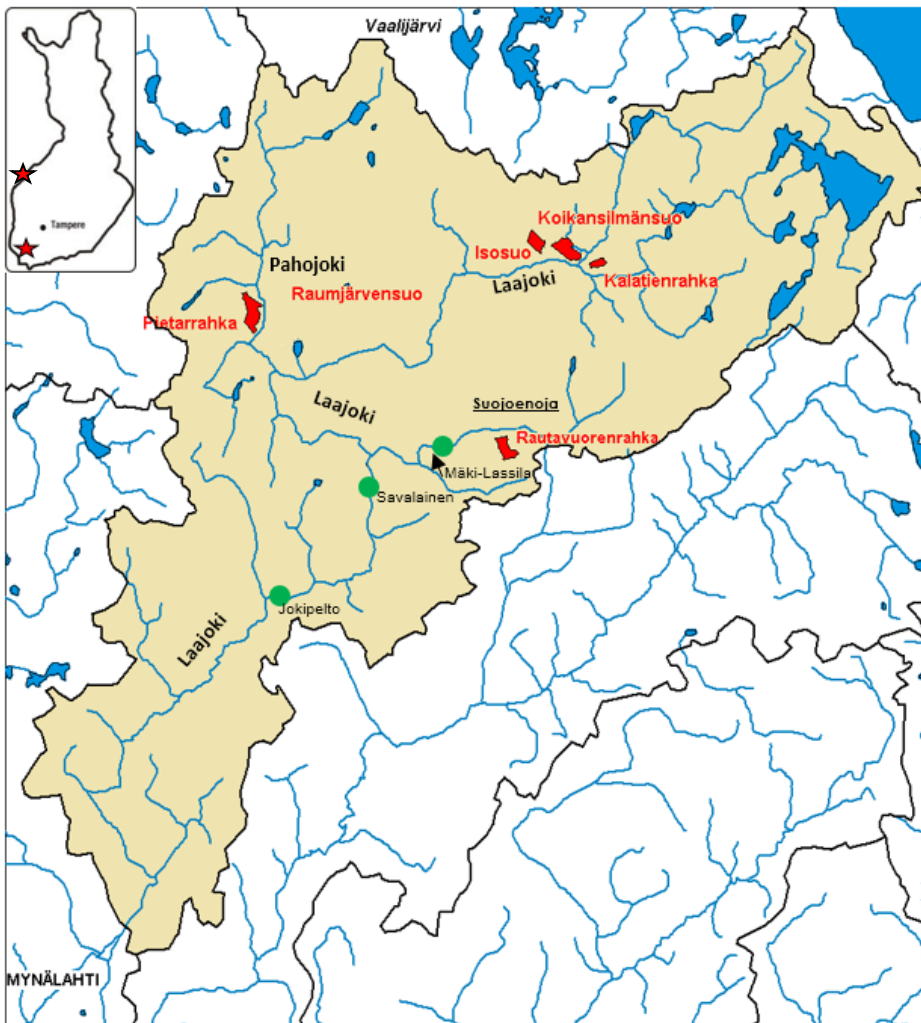 Vaalijärvi
Tampere
Koikansilmänsuo
Isosuo
Pahojoki
Laajoki
Kalatienrahka
Raumjärvensuo
Pietarrahka
Laajoki
Suojoenoja
Rautavuorenrahka
Mäki-Lassila
Savalainen
Jokipelto
Laajoki
MYNÄLAHTI